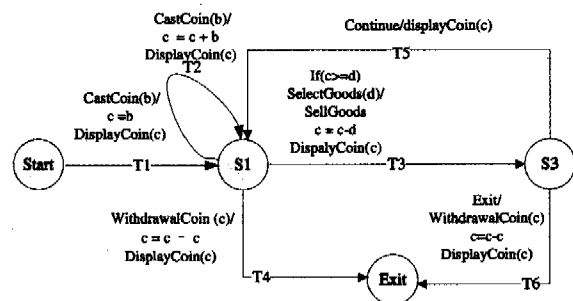 CastCoin(b)/
c = c + b
DisplayCoin(c)
T2
Continue/displayCoin(c)
T5
CastCoin(b)/
c =b
DisplayCoin(c)
If(c>=d)
SelectGoods(d)/
SellGoods
c = c-d
DispalyCoin(c)
Start
T1
S1
T3
S3
WithdrawalCoin (c)/
c = c - c
DisplayCoin(c)
Exit/
WithdrawalCoin(c)
c=c-c
DisplayCoin(c)
T4
Exit
T6